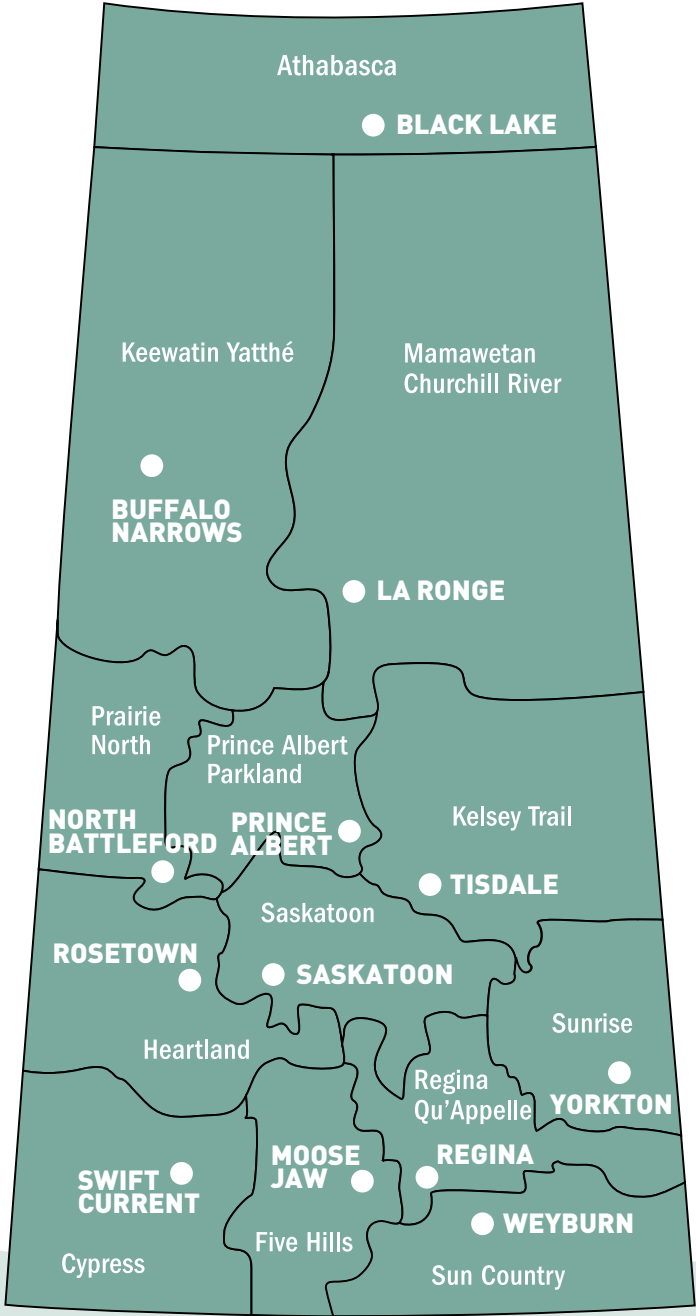 Athabasca
BLACK LAKE
Keewatin Yatthé
Mamawetan
Churchill River
BUFFALO
NARROWS
LA RONGE
Prairie
North
Prince Albert
Parkland
NORTH
BATTLEFORD
PRINCE
ALBERT
Kelsey Trail
TISDALE
Saskatoon
ROSETOWN
SASKATOON
Heartland
Sunrise
Regina
Qu'Appelle
YORKTON
MOOSE
JAW
REGINA
SWIFT
CURRENT
WEYBURN
Five Hills
Cypress
Sun Country